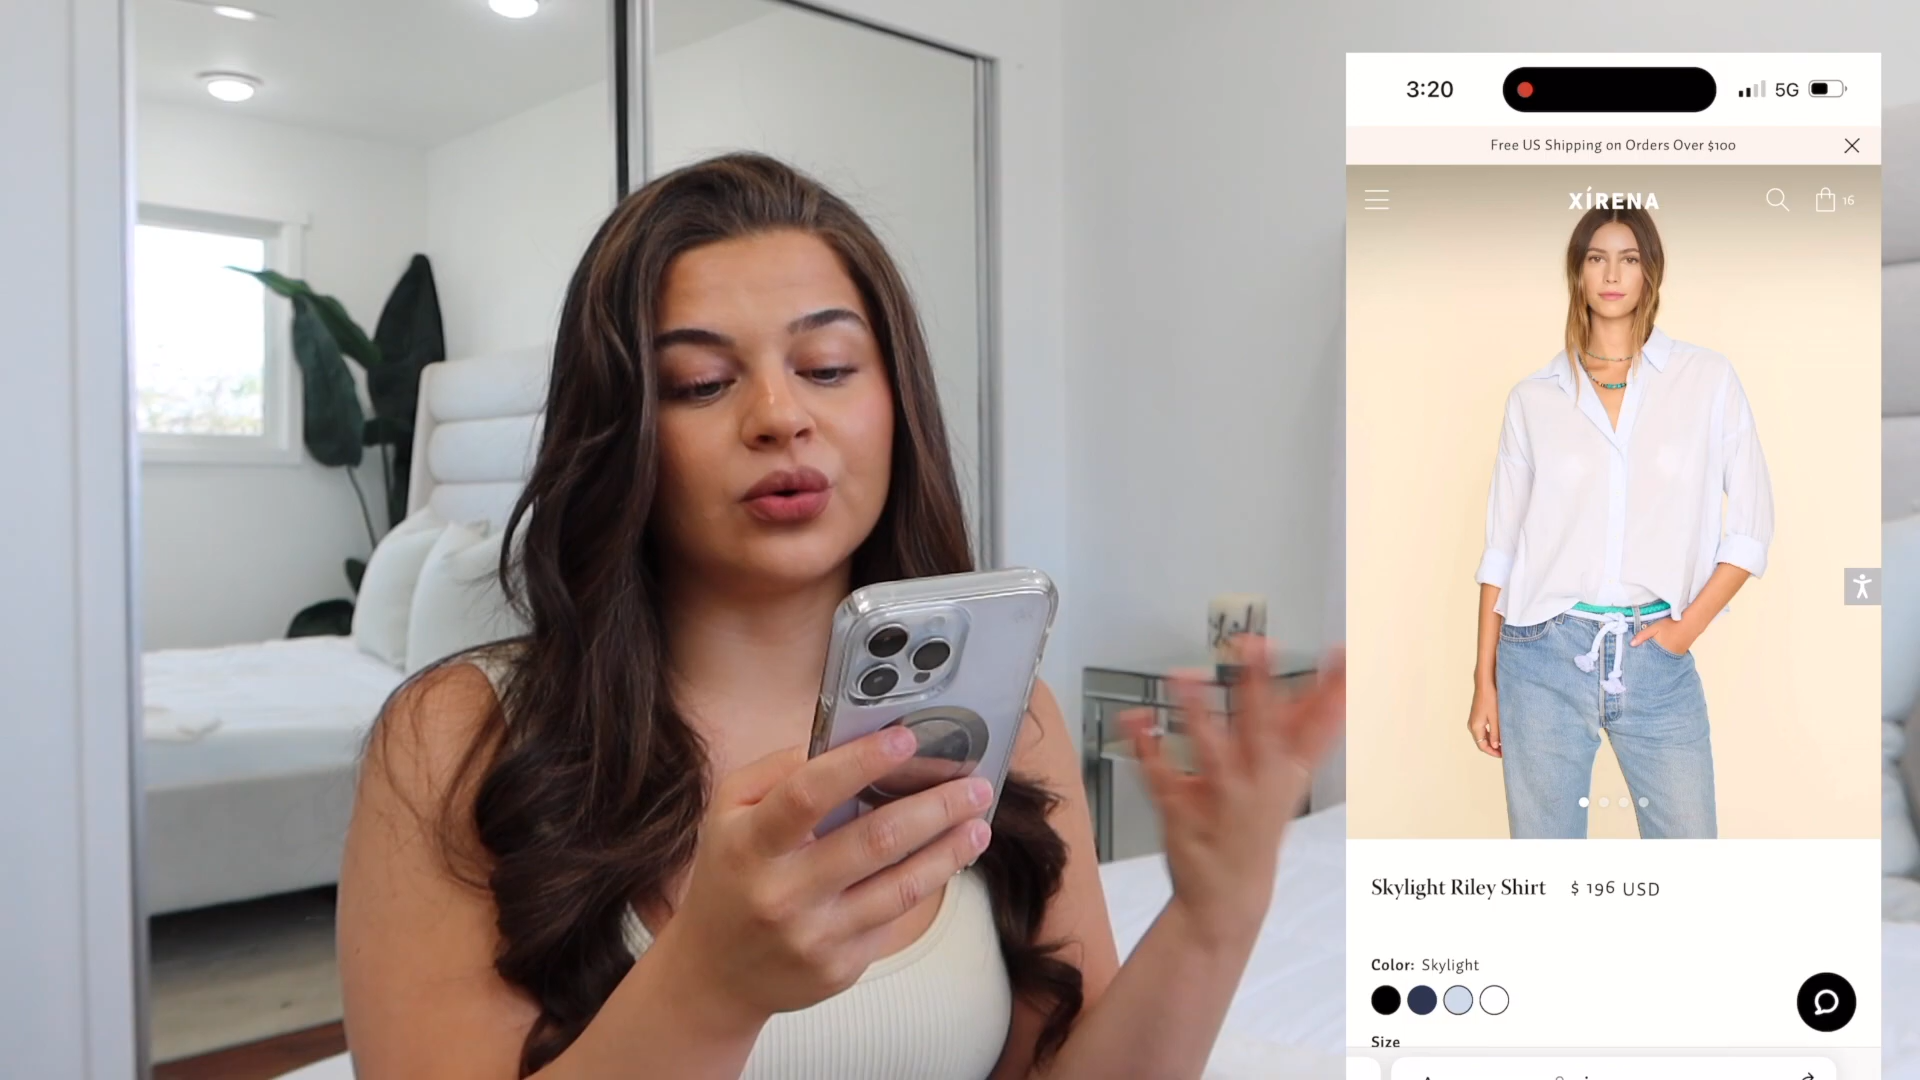 3:20
5G
Free US Shipping on Orders Over $100
XÍRENA
16
Skylight Riley Shirt $ 196 USD
Color: Skylight
Size